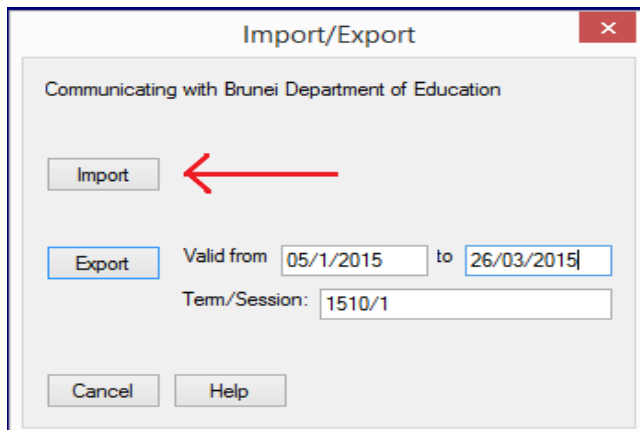 Import/Export
Communicating with Brunei Department of Education
Import
Export Valid from 05/1/2015 to 26/03/2015
Term/Session: 1510/1
Cancel Help